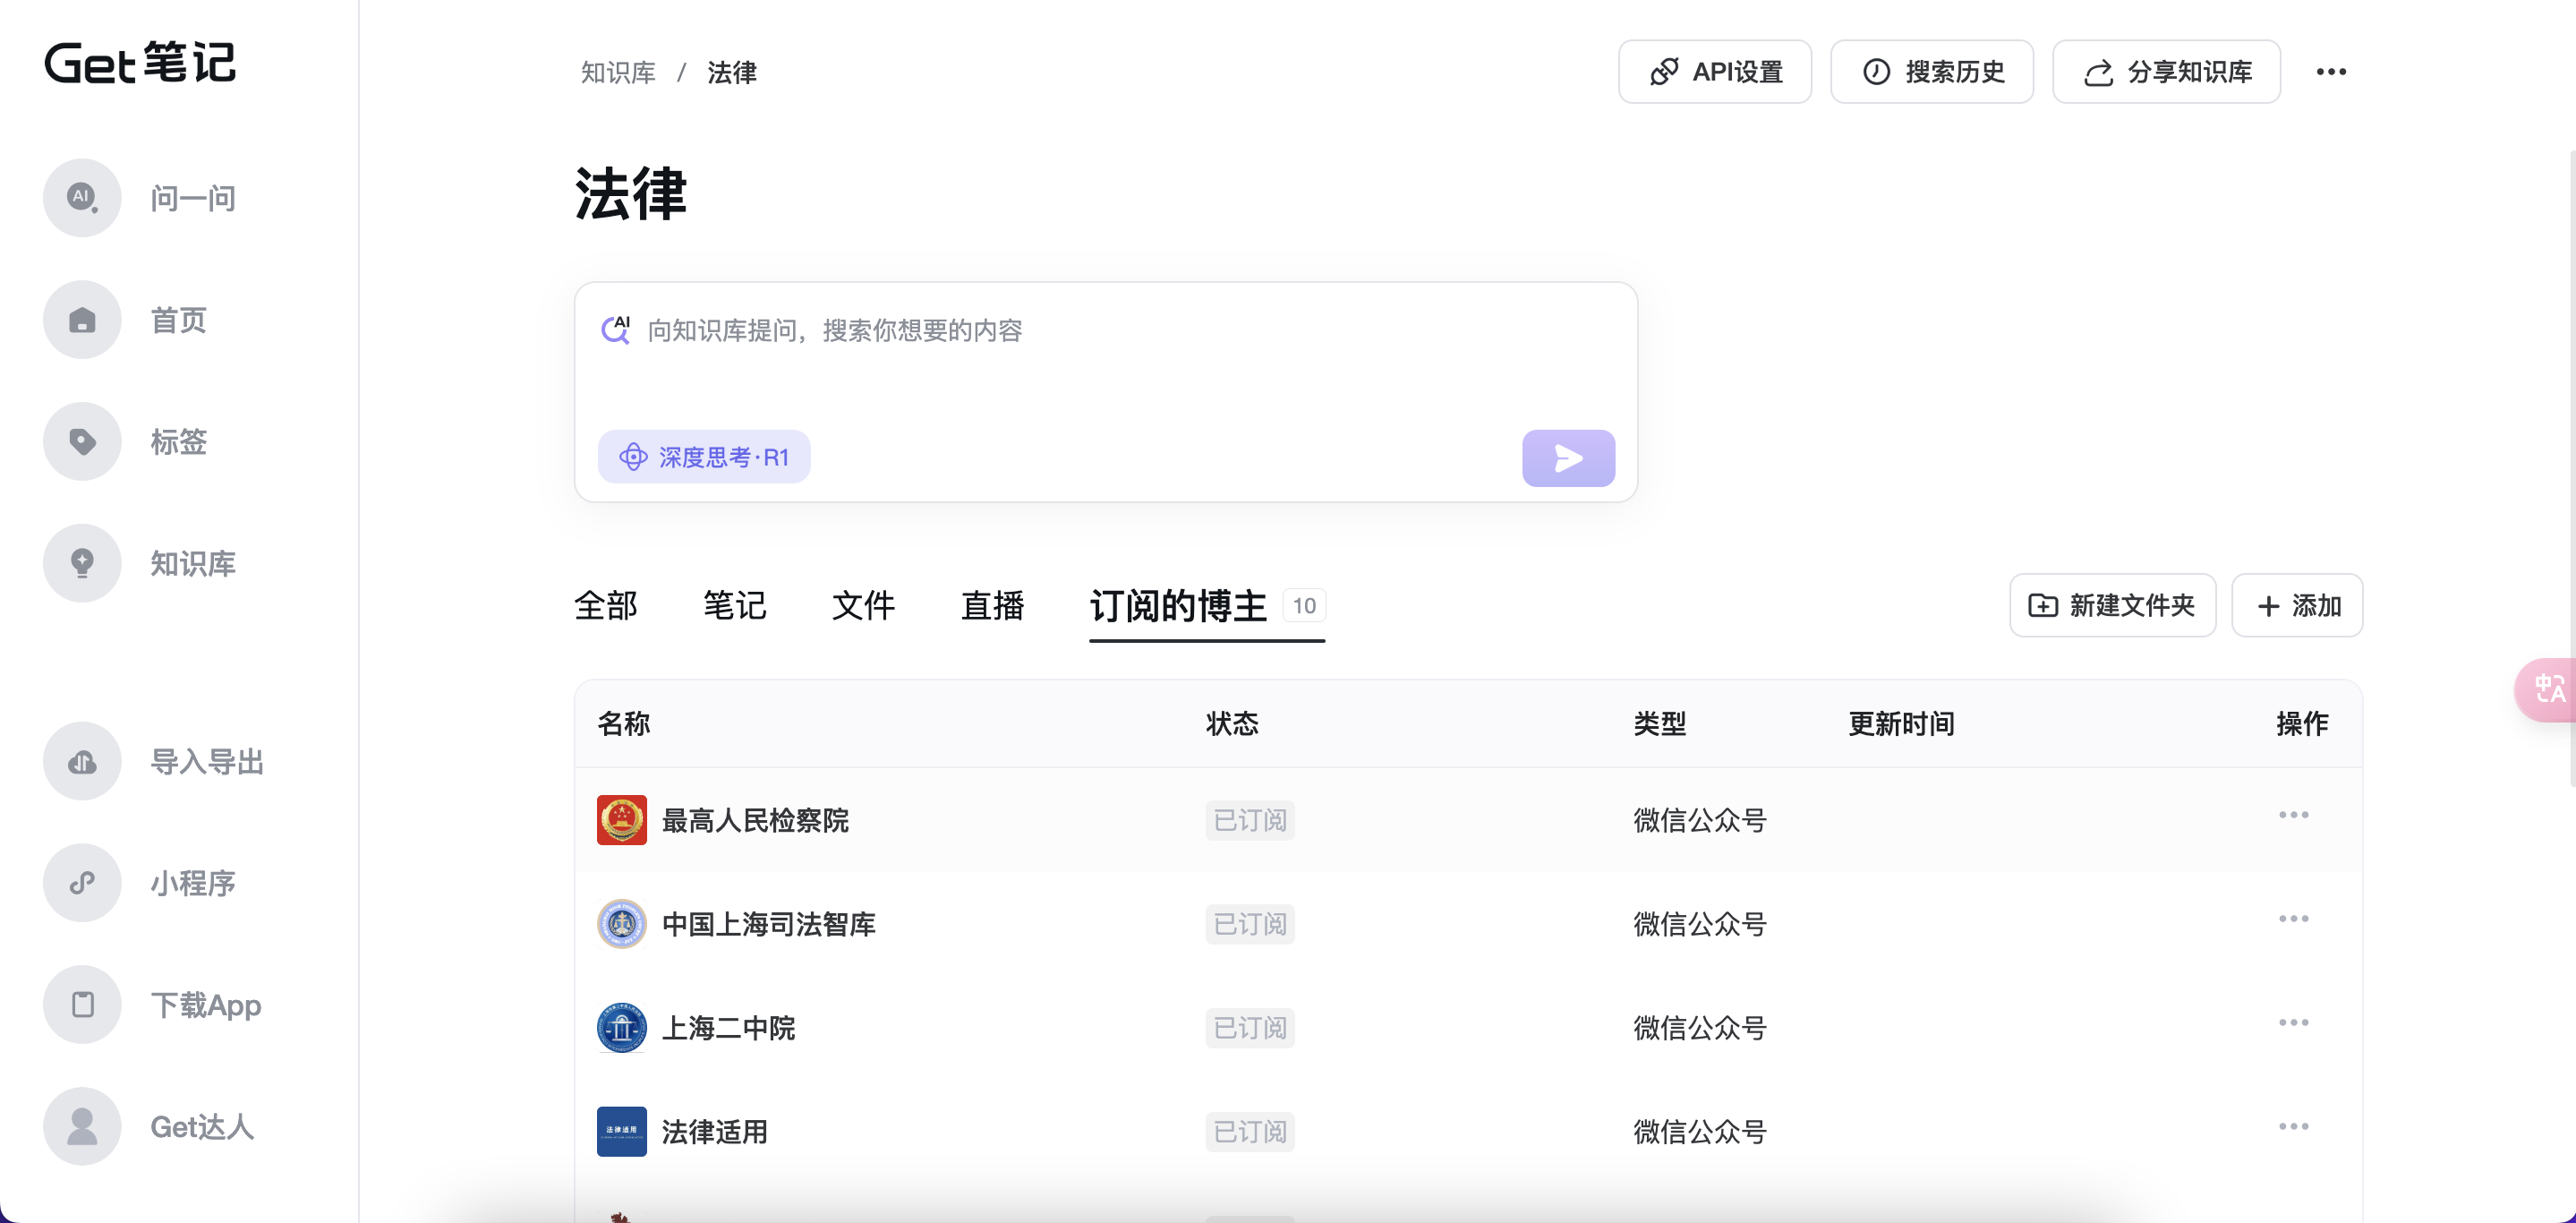 Get笔记
AI 问一问
首页
标签
知识库
导入导出
小程序
下载App
Get达人
知识库 / 法律
API设置
搜索历史
分享知识库
法律
AI 向知识库提问，搜索你想要的内容
深度思考·R1
全部
笔记
文件
直播
订阅的博主 10
新建文件夹
+ 添加
名称 状态 类型 更新时间 操作
最高人民检察院 已订阅 微信公众号
中国上海司法智库 已订阅 微信公众号
上海二中院 已订阅 微信公众号
法律适用 法律适用 已订阅 微信公众号
中A